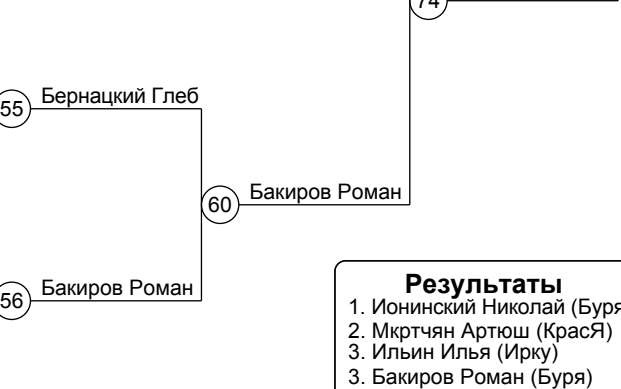 74
Бернацкий Глеб
55
Бакиров Роман
60
Бакиров Роман
56
Результаты
1. Ионинский Николай (Буря
2. Мкртчян Артюш (КрасЯ)
3. Ильин Илья (Ирку)
3. Бакиров Роман (Буря)